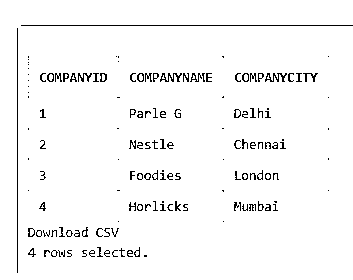 COMPANYID COMPANYNAME COMPANYCITY
1 Parle G Delhi
2 Nestle Chennai
3 Foodies London
4 Horlicks Mumbai
Download CSV
4 rows selected.